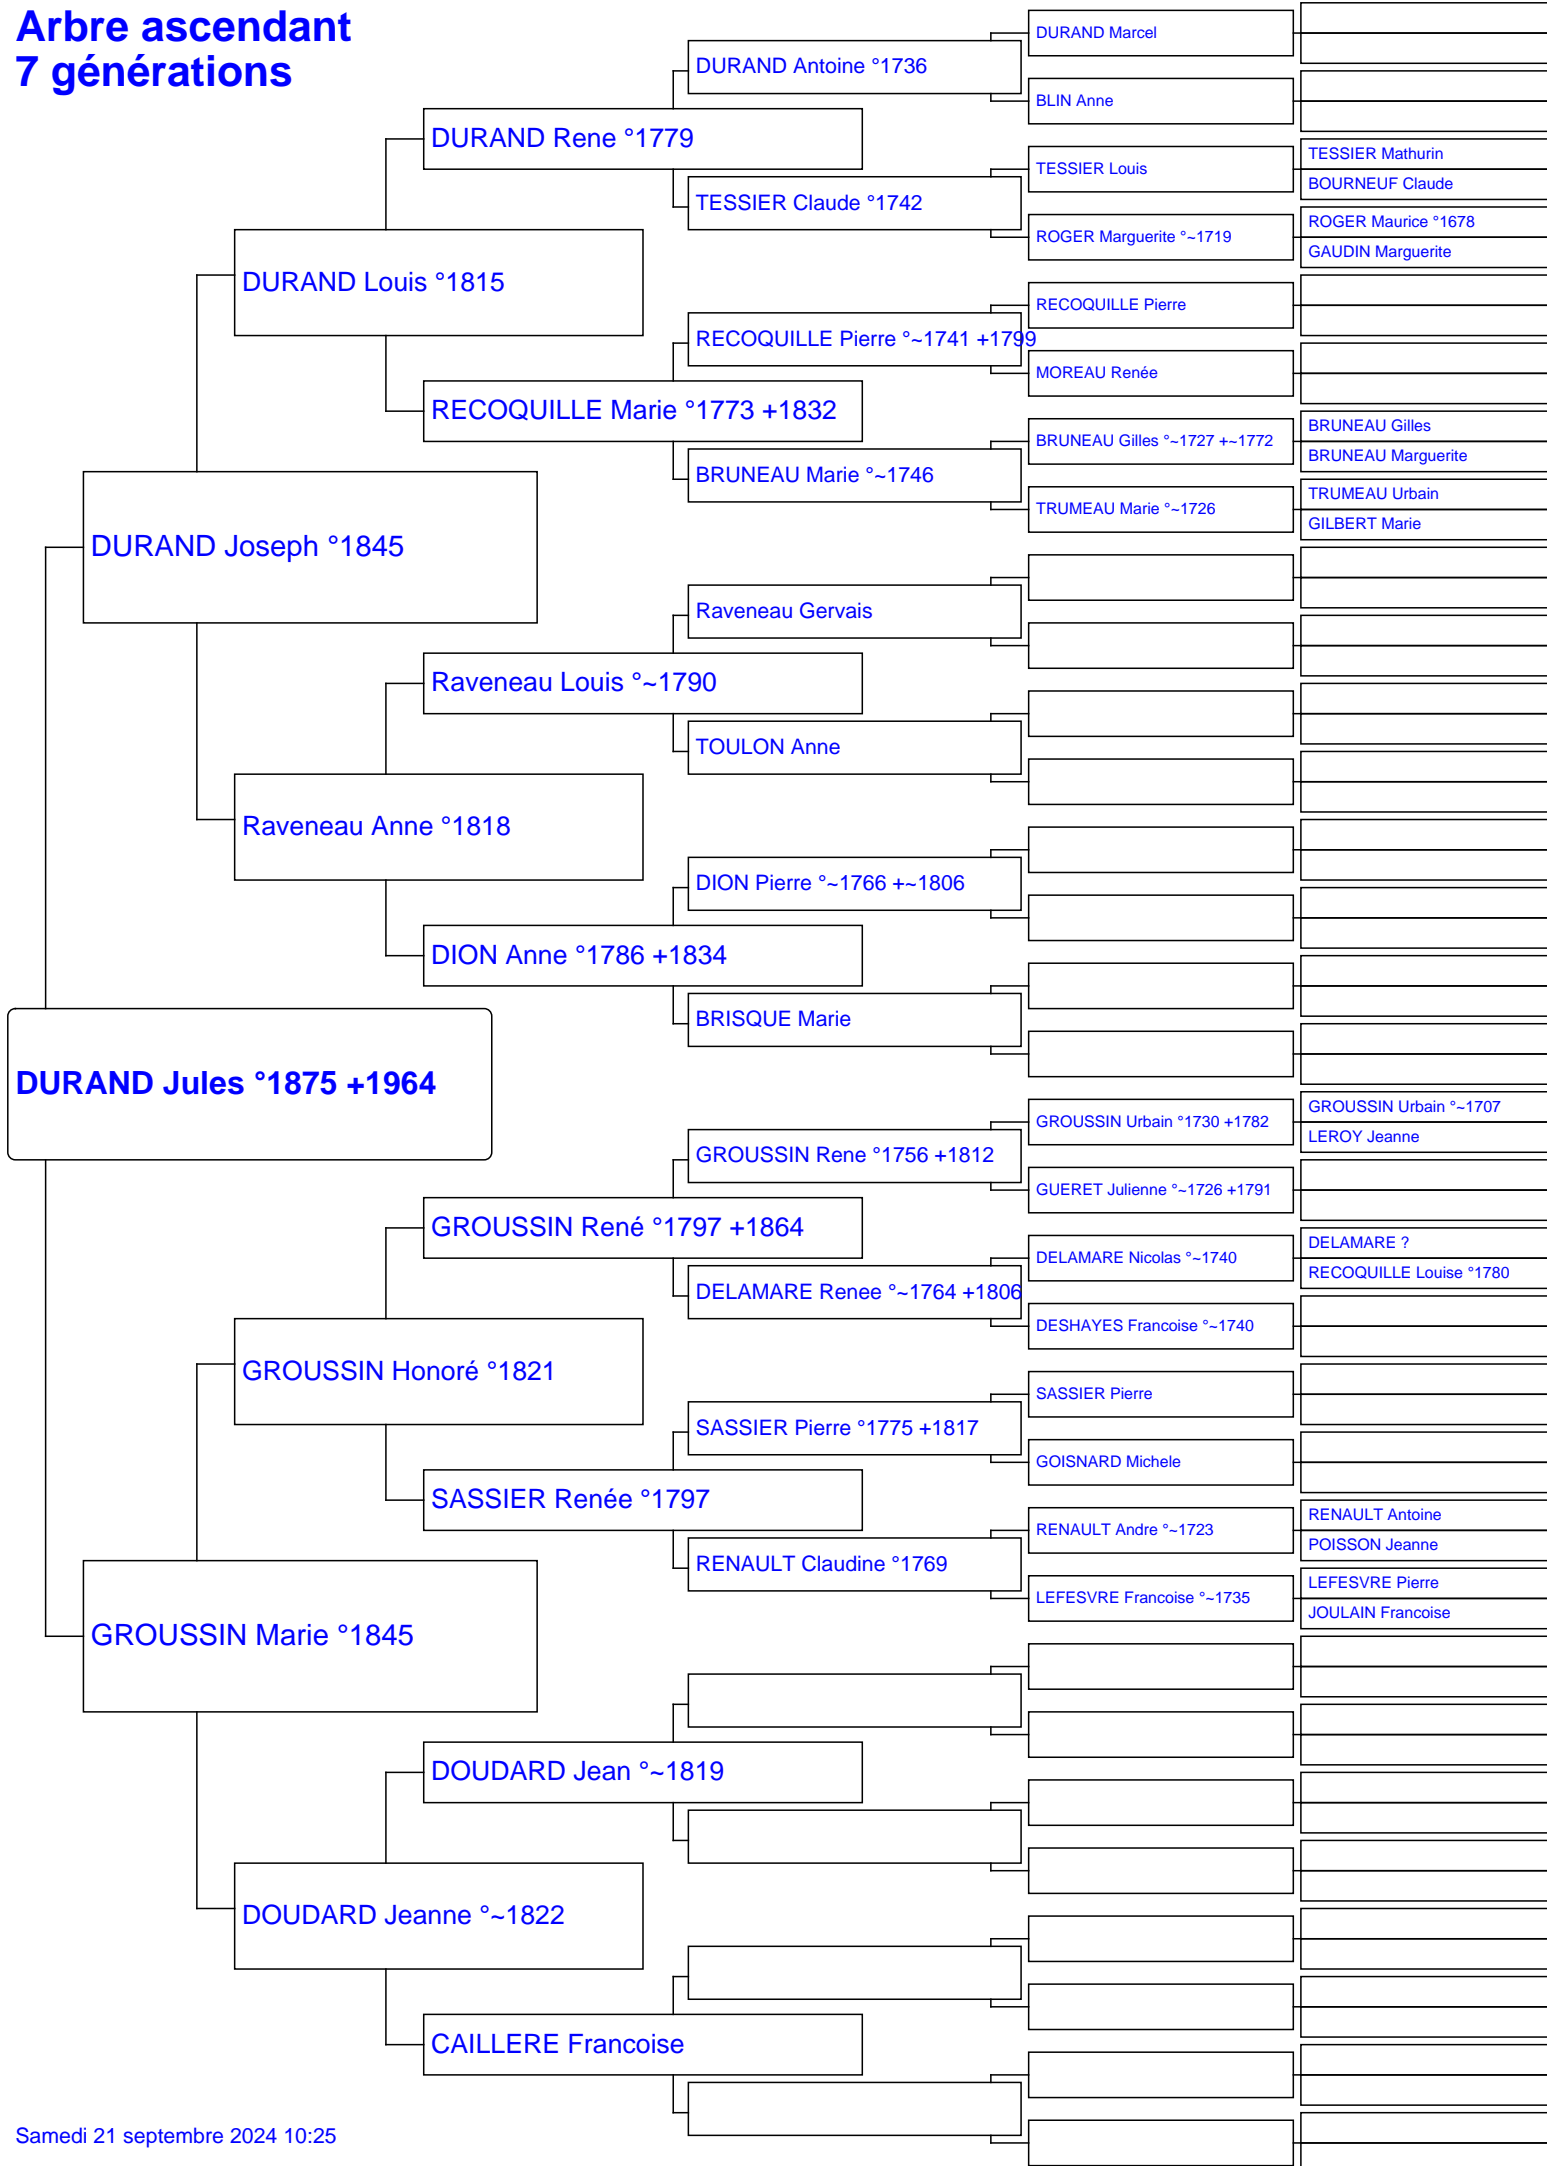 Arbre ascendant
7 générations
DURAND Marcel
DURAND Antoine °1736
BLIN Anne
DURAND Rene °1779
TESSIER Mathurin
TESSIER Louis
BOURNEUF Claude
TESSIER Claude °1742
ROGER Maurice °1678
ROGER Marguerite °~1719
GAUDIN Marguerite
DURAND Louis °1815
RECOQUILLE Pierre
RECOQUILLE Pierre °~1741 +1799
MOREAU Renée
RECOQUILLE Marie °1773 +1832
BRUNEAU Gilles
BRUNEAU Gilles °~1727 +~1772
BRUNEAU Marguerite
BRUNEAU Marie °~1746
TRUMEAU Urbain
TRUMEAU Marie °~1726
GILBERT Marie
DURAND Joseph °1845
Raveneau Gervais
Raveneau Louis °~1790
TOULON Anne
Raveneau Anne °1818
DION Pierre °~1766 +~1806
DION Anne °1786 +1834
BRISQUE Marie
DURAND Jules °1875 +1964
GROUSSIN Urbain °~1707
GROUSSIN Urbain °1730 +1782
LEROY Jeanne
GROUSSIN Rene °1756 +1812
GUERET Julienne °~1726 +1791
GROUSSIN René °1797 +1864
DELAMARE ?
DELAMARE Nicolas °~1740
RECOQUILLE Louise °1780
DELAMARE Renee °~1764 +1806
DESHAYES Francoise °~1740
GROUSSIN Honoré °1821
SASSIER Pierre
SASSIER Pierre °1775 +1817
GOISNARD Michele
SASSIER Renée °1797
RENAULT Antoine
RENAULT Andre °~1723
POISSON Jeanne
RENAULT Claudine °1769
LEFESVRE Pierre
LEFESVRE Francoise °~1735
JOULAIN Francoise
GROUSSIN Marie °1845
DOUDARD Jean °~1819
DOUDARD Jeanne °~1822
CAILLERE Francoise
Samedi 21 septembre 2024 10:25